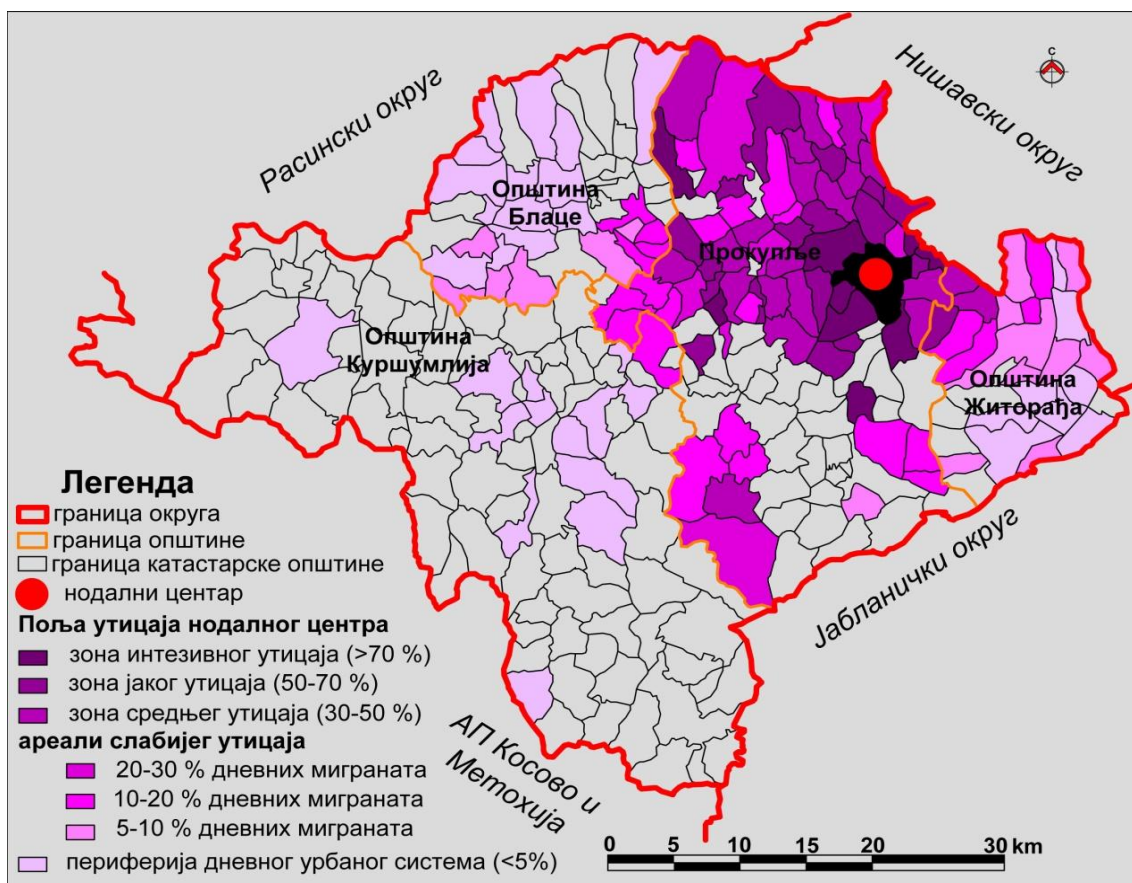 с
Расински округ
Нишавски округ
Општина
Блаце
Прокупље
Општина
Куршумлија
Општина
Житорађа
Јабланички округ
АП Косово и
Метохија
Легенда
граница округа
граница општине
граница катастарске општине
нодални центар
Поља утицаја нодалног центра
зона интезивног утицаја (>70 %)
зона јаког утицаја (50-70 %)
зона средњег утицаја (30-50 %)
ареали слабијег утицаја
20-30 % дневних миграната
10-20 % дневних миграната
5-10 % дневних миграната
периферија дневног урбаног система (<5%)
0 5 10 15 20 30 km